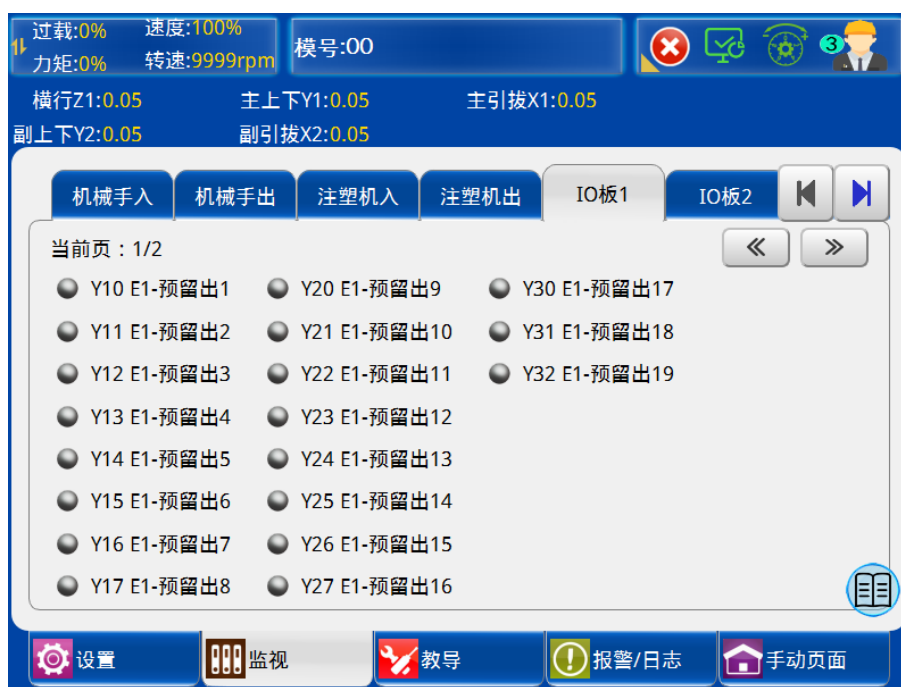 过载:0% 速度:100%
力矩:0% 转速:9999rpm
模号:00
3
横行Z1:0.05 主上下Y1:0.05 主引拔X1:0.05
副上下Y2:0.05 副引拔X2:0.05
机械手入 机械手出 注塑机入 注塑机出 IO板1 IO板2
当前页：1/2
Y10 E1-预留出1 Y20 E1-预留出9 Y30 E1-预留出17
Y11 E1-预留出2 Y21 E1-预留出10 Y31 E1-预留出18
Y12 E1-预留出3 Y22 E1-预留出11 Y32 E1-预留出19
Y13 E1-预留出4 Y23 E1-预留出12
Y14 E1-预留出5 Y24 E1-预留出13
Y15 E1-预留出6 Y25 E1-预留出14
Y16 E1-预留出7 Y26 E1-预留出15
Y17 E1-预留出8 Y27 E1-预留出16
设置 监视 教导 报警/日志 手动页面